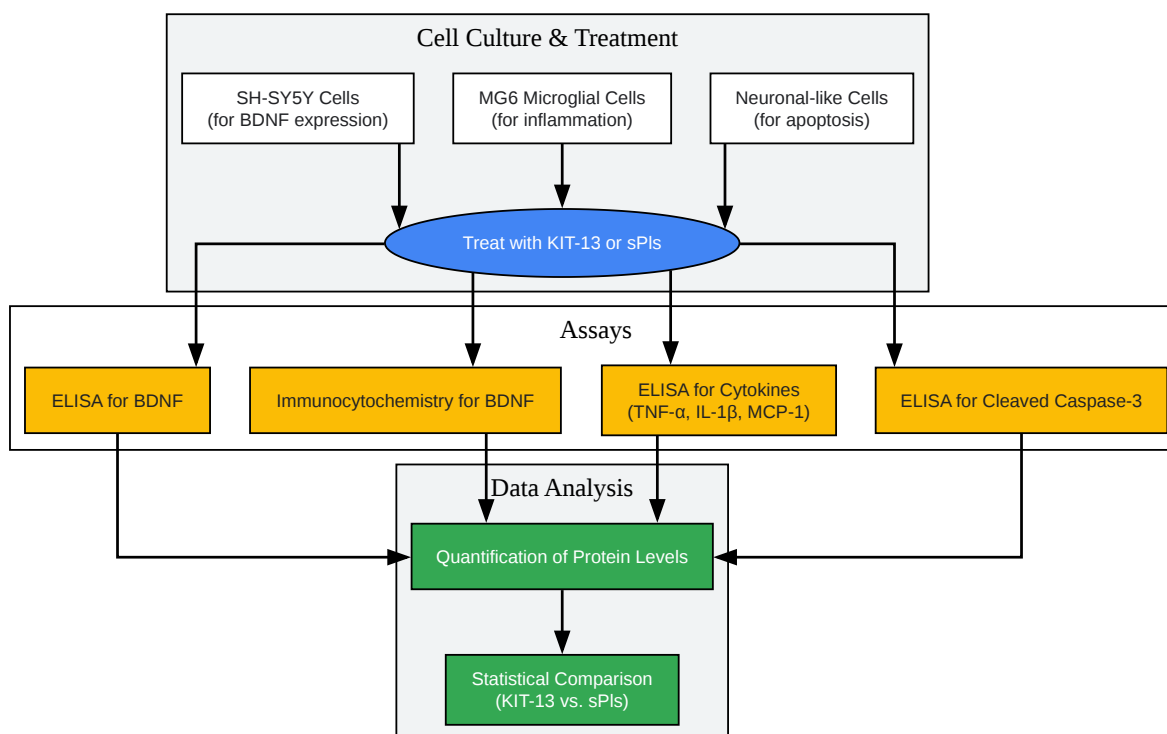 Cell Culture & Treatment
SH-SY5Y Cells
(for BDNF expression)
MG6 Microglial Cells
(for inflammation)
Neuronal-like Cells
(for apoptosis)
Treat with KIT-13 or sPls
Assays
ELISA for BDNF
Immunocytochemistry for BDNF
ELISA for Cytokines
(TNF-α, IL-1β, MCP-1)
ELISA for Cleaved Caspase-3
Data Analysis
Quantification of Protein Levels
Statistical Comparison
(KIT-13 vs. sPls)